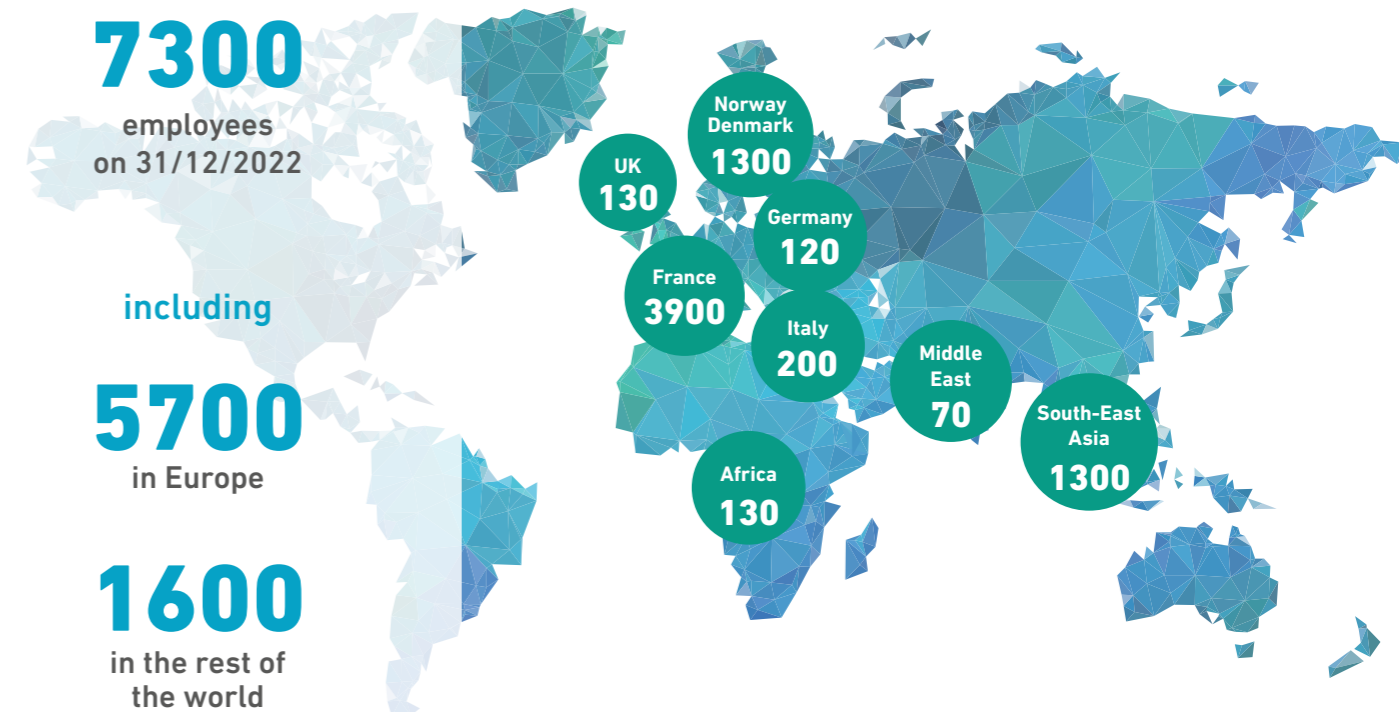 7300
employees
on 31/12/2022
including
5700
in Europe
1600
in the rest of
the world
Norway
Denmark
1300
UK
130
Germany
120
France
3900
Italy
200
Middle
East
70
South-East
Asia
1300
Africa
130